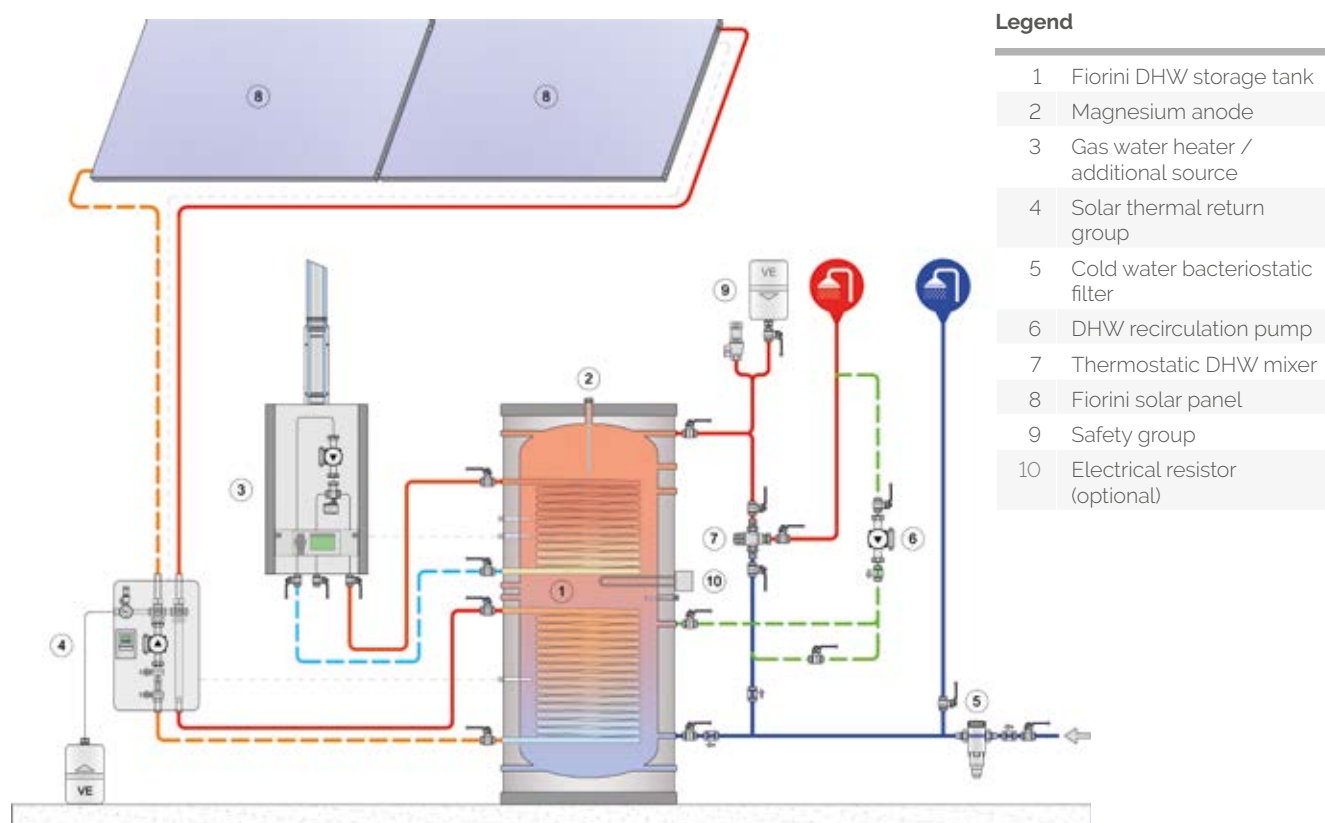 Legend
1 Fiorini DHW storage tank
2 Magnesium anode
3 Gas water heater /
additional source
4 Solar thermal return
group
5 Cold water bacteriostatic
filter
6 DHW recirculation pump
7 Thermostatic DHW mixer
8 Fiorini solar panel
9 Safety group
10 Electrical resistor
(optional)
8
8
VE
9
2
3
7
6
10
1
4
5
VE